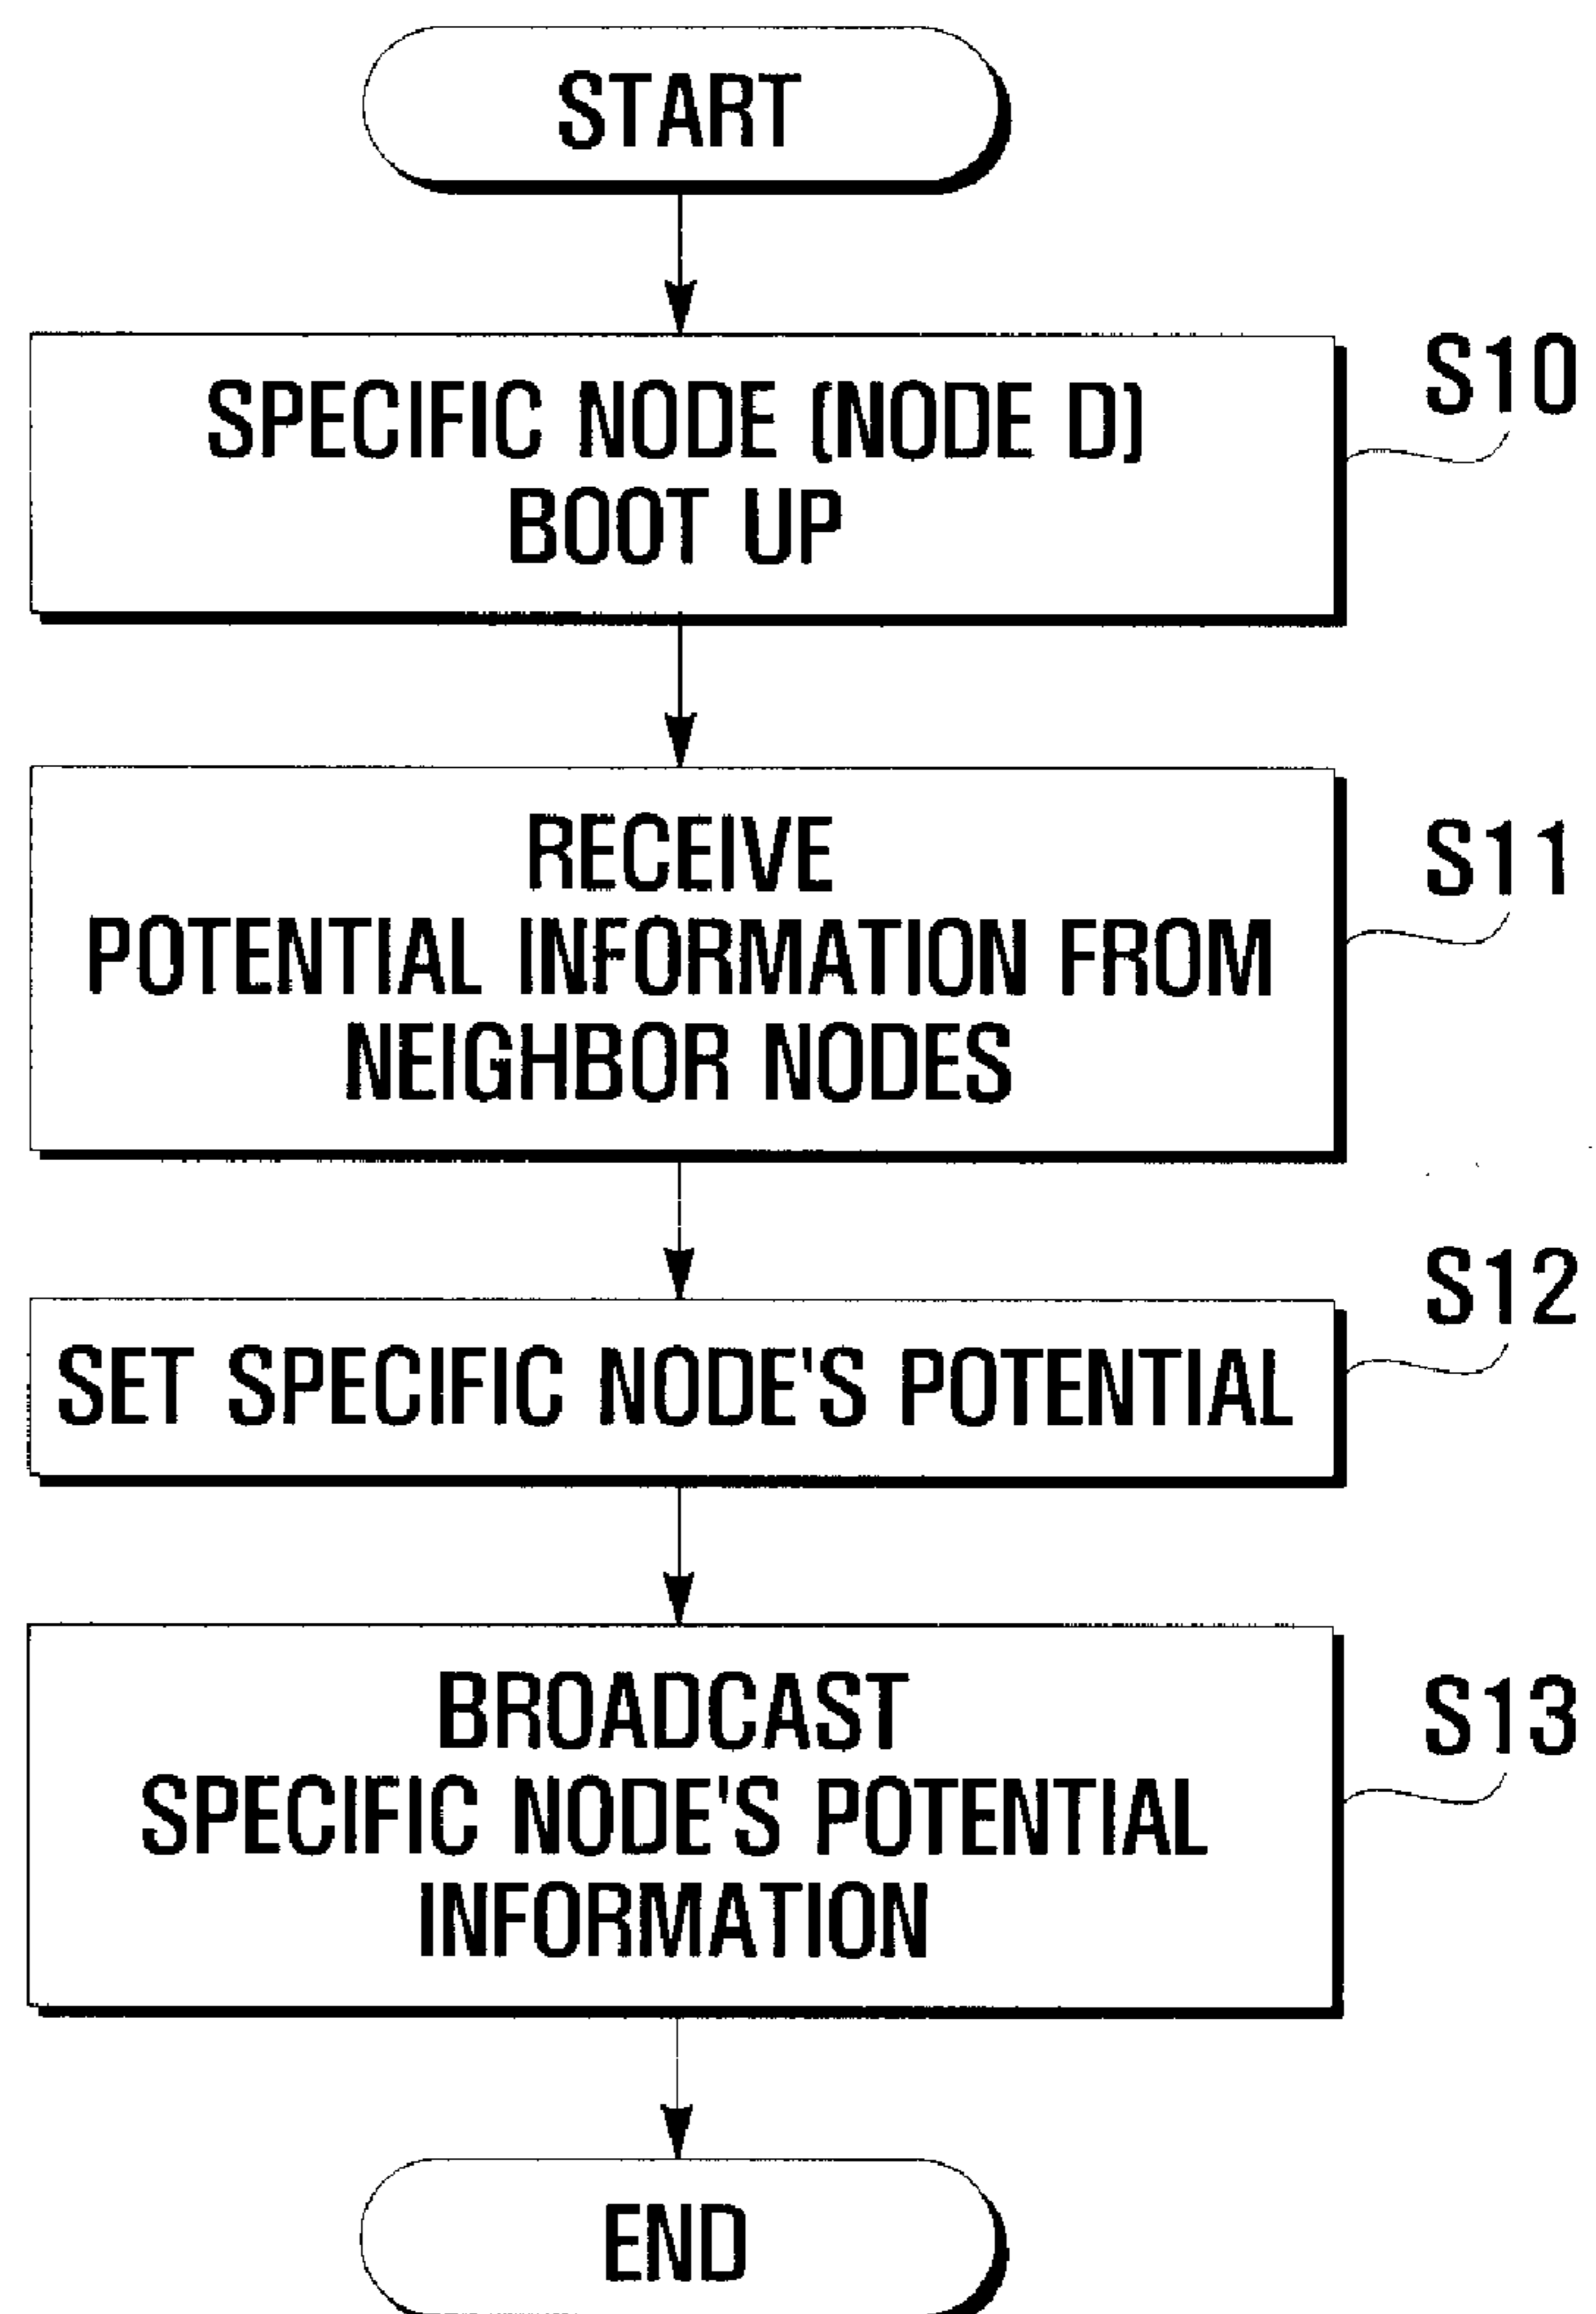 START
SPECIFIC NODE (NODE D)
BOOT UP
S10
RECEIVE
POTENTIAL INFORMATION FROM
NEIGHBOR NODES
S11
SET SPECIFIC NODE'S POTENTIAL
S12
BROADCAST
SPECIFIC NODE'S POTENTIAL
INFORMATION
S13
END